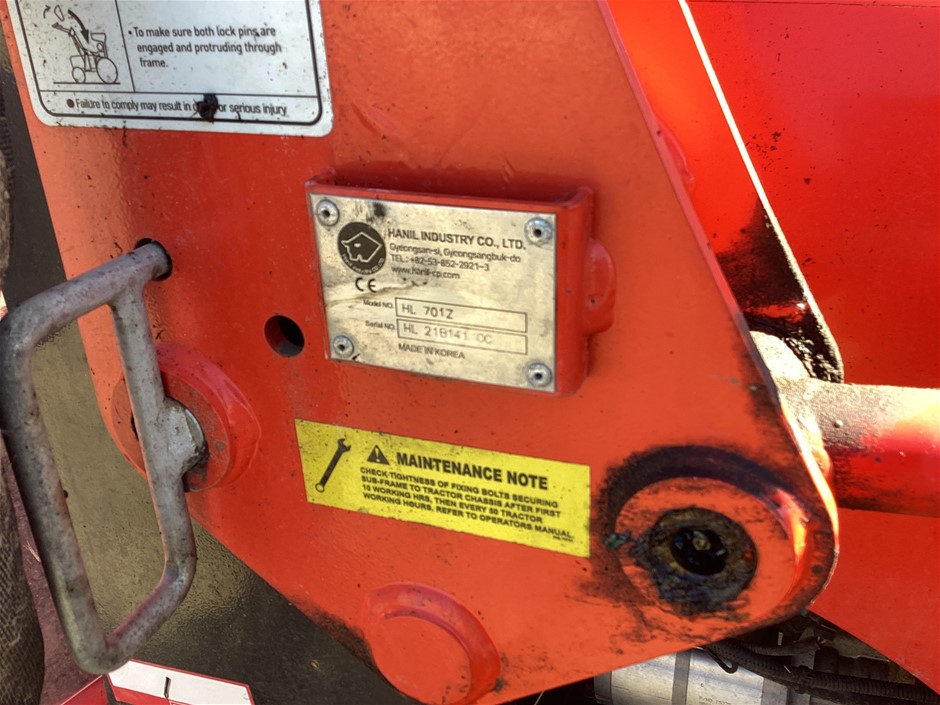 •To make sure both lock pins are
engaged and protruding through
frame.
● Failure to comply may result in or serious injury
HANIL INDUSTRY CO., LTD.
Gyeongsan-si, Gyeongsangbuk-do
TEL:+82-53-852-2921~3
www.hanil-cp.com
CE
Model NO. HL 701Z
Serial NO. HL 21B141 0C
MADE IN KOREA
MAINTENANCE NOTE
CHECK TIGHTNESS OF FIXING BOLTS SECURING
SUB-FRAME TO TRACTOR CHASSIS AFTER FIRST
10 WORKING HRS, THEN EVERY 50 TRACTOR
WORKING HOURS. REFER TO OPERATORS MANUAL.